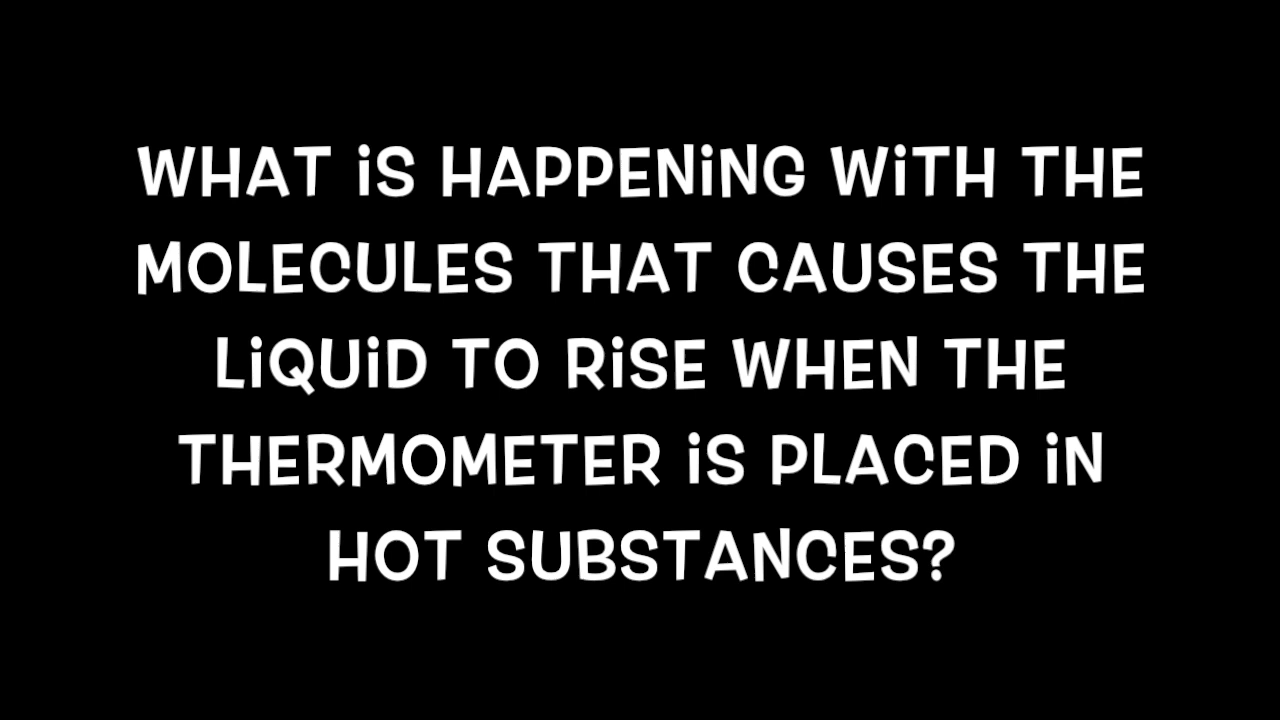 WHAT iS HAPPENiNG WiTH THE
MOLECULES THAT CAUSES THE
LiQUiD TO RiSE WHEN THE
THERMOMETER iS PLACED iN
HOT SUBSTANCES?